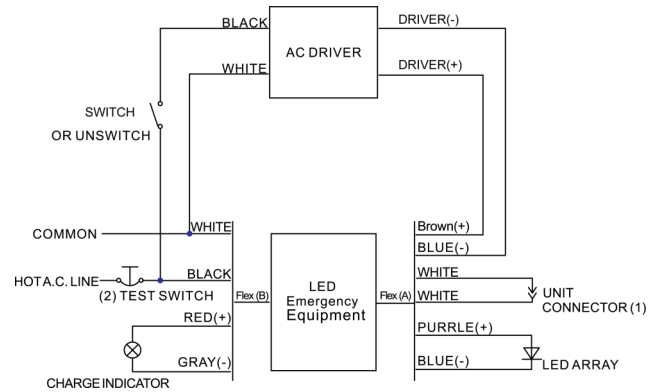 BLACK
DRIVER(-)
AC DRIVER
WHITE
DRIVER(+)
SWITCH
OR UNSWITCH
COMMON
WHITE
Brown(+)
BLUE(-)
HOT A.C. LINE
(2) TEST SWITCH
BLACK
WHITE
Flex (B)
LED
Emergency
Equipment
Flex (A)
WHITE
UNIT
CONNECTOR (1)
RED(+)
PURRLE(+)
GRAY(-)
BLUE(-)
LED ARRAY
CHARGE INDICATOR